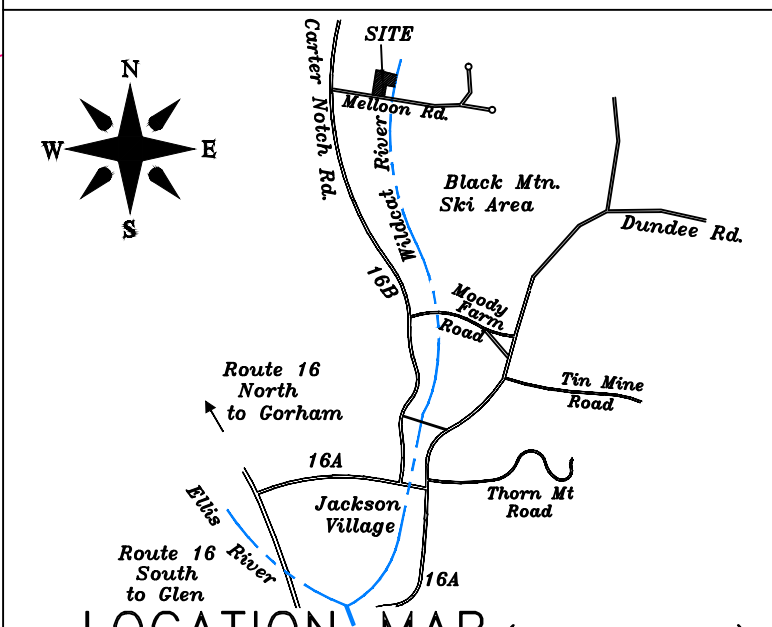 SITE
Carter Notch Rd.
N
W E
S
Melloon Rd.
Wildcat River
Black Mtn.
Ski Area
Dundee Rd.
16B
Moody
Farm
Road
Route 16
North
to Gorham
Tin Mine
Road
16A
Thorn Mt
Road
Jackson
Village
Ellis River
Route 16
South
to Glen
16A
LOCATION MAP